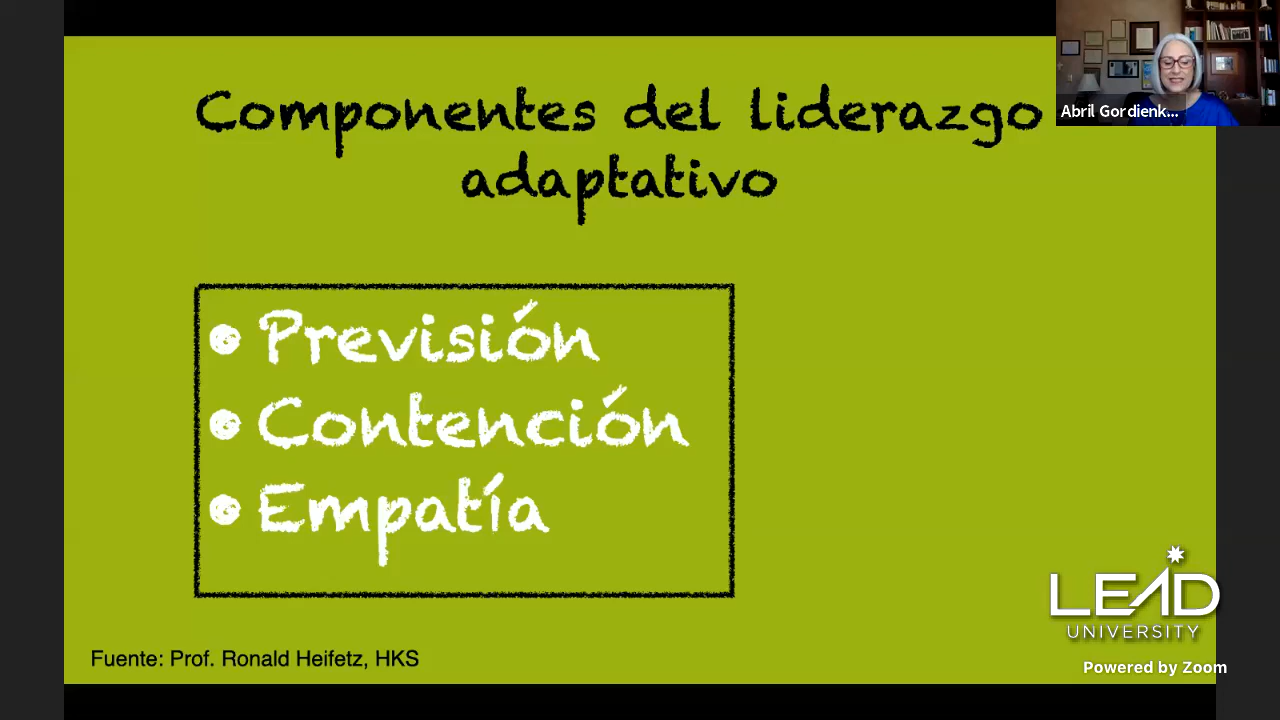 Componentes del liderazgo
adaptativo
Abril Gordienk...
• Previsión
• Contención
• Empatía
Fuente: Prof. Ronald Heifetz, HKS
LEAD
UNIVERSITY
Powered by Zoom